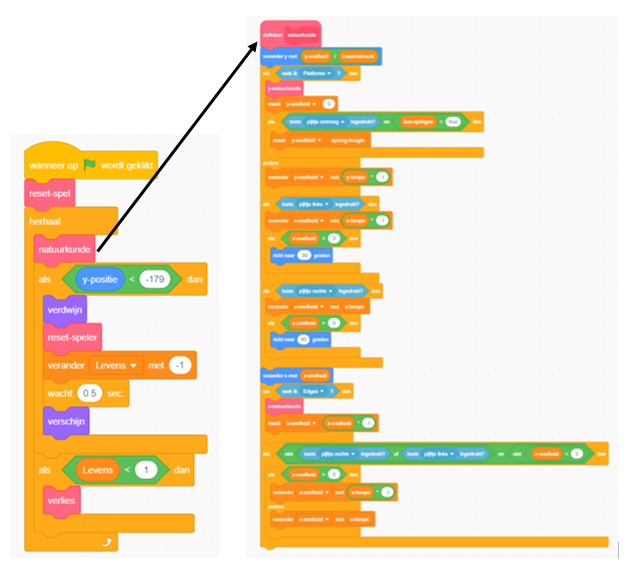 wanneer op wordt geklikt
reset-spel
herhaal
natuurkunde
als y-positie < -179 dan
verdwijn
reset-speler
verander Levens met -1
wacht 0.5 sec.
verschijn
als Levens < 1 dan
verlies
definieer natuurkunde
verander y met y-snelheid / zwaartekracht
als raak ik Platforms ? dan
y-natuurkunde
maak y-snelheid 0
als toets pijltje omhoog ingedrukt? en kan-springen = true dan
maak y-snelheid sprong-hoogte
anders
verander y-snelheid met y-tempo * -1
als toets pijltje links ingedrukt? dan
verander x-snelheid met x-tempo * -1
als x-snelheid < 0 dan
richt naar -90 graden
als toets pijltje rechts ingedrukt? dan
verander x-snelheid met x-tempo
als x-snelheid > 0 dan
richt naar 90 graden
verander x met x-snelheid
als raak ik Edges ? dan
x-natuurkunde
maak x-snelheid x-snelheid * -1
als niet toets pijltje rechts ingedrukt? of toets pijltje links ingedrukt? en niet x-snelheid = 0 dan
als x-snelheid > 0 dan
verander x-snelheid met x-tempo * -1
anders
verander x-snelheid met x-tempo